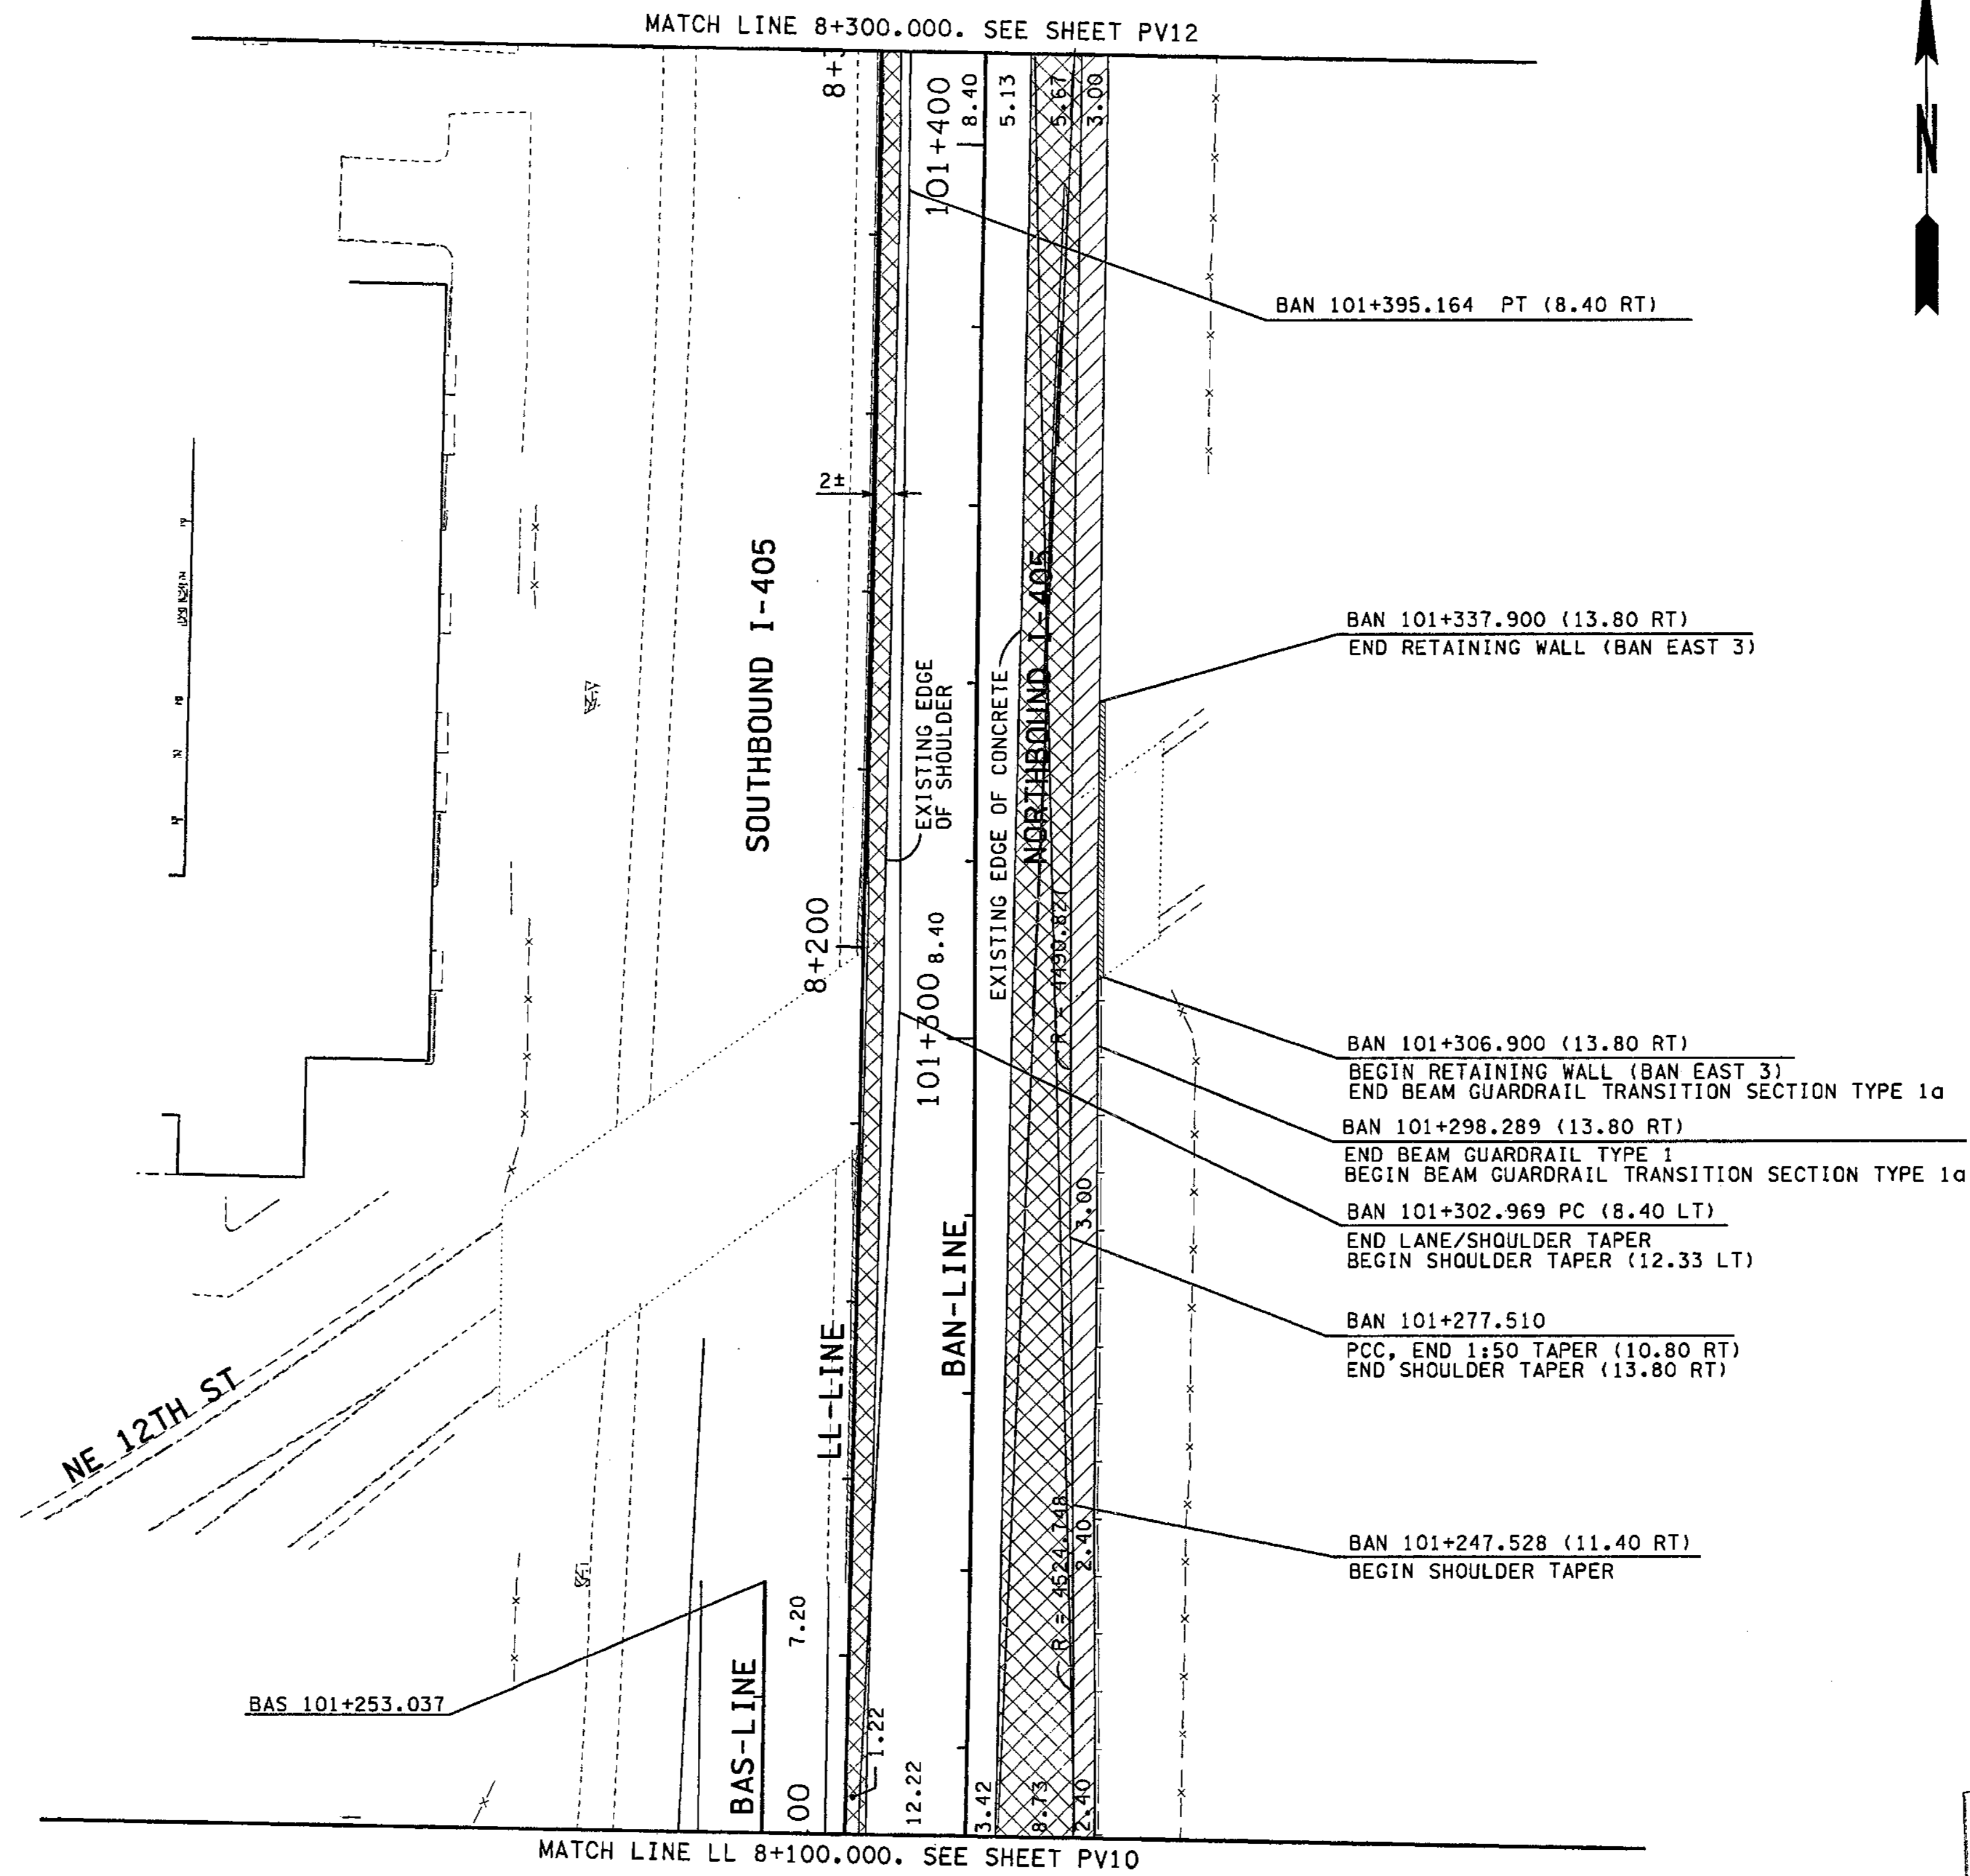 MATCH LINE 8+300.000. SEE SHEET PV12
8+3
101+400
8.40
5.13
5.67
3.00
N
BAN 101+395.164 PT (8.40 RT)
2±
SOUTHBOUND I-405
NORTHBOUND I-405
EXISTING EDGE
OF SHOULDER
EXISTING EDGE OF CONCRETE
BAN 101+337.900 (13.80 RT)
END RETAINING WALL (BAN EAST 3)
8+200
101+300
8.40
R = 4490.821
BAN 101+306.900 (13.80 RT)
BEGIN RETAINING WALL (BAN EAST 3)
END BEAM GUARDRAIL TRANSITION SECTION TYPE 1a
BAN 101+298.289 (13.80 RT)
END BEAM GUARDRAIL TYPE 1
BEGIN BEAM GUARDRAIL TRANSITION SECTION TYPE 1a
BAN 101+302.969 PC (8.40 LT)
END LANE/SHOULDER TAPER
BEGIN SHOULDER TAPER (12.33 LT)
3.00
BAN 101+277.510
PCC, END 1:50 TAPER (10.80 RT)
END SHOULDER TAPER (13.80 RT)
LL-LINE
BAN-LINE
NE 12TH ST
BAN 101+247.528 (11.40 RT)
BEGIN SHOULDER TAPER
R = 4524.748
2.40
7.20
BAS 101+253.037
BAS-LINE
1.22
.00
12.22
3.42
8.73
2.40
MATCH LINE LL 8+100.000. SEE SHEET PV10